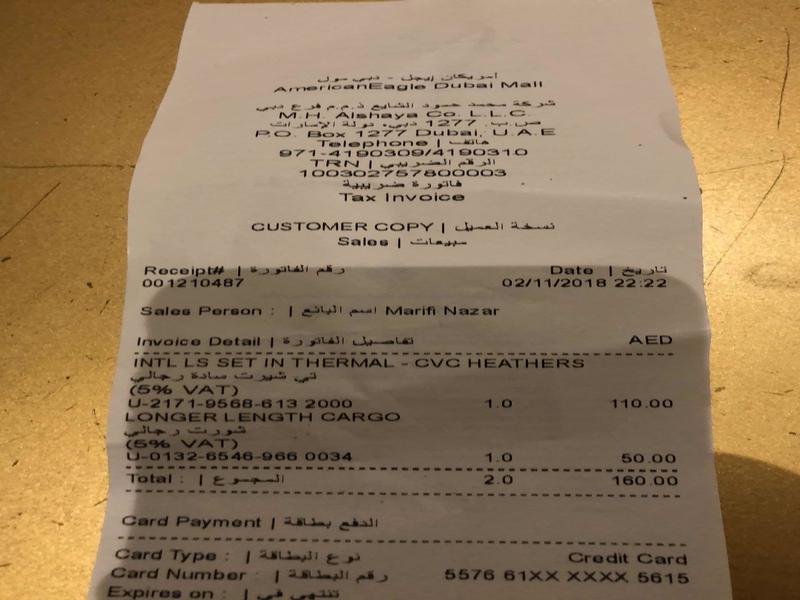 أمريكان إيجل - دبي مول
AmericanEagle Dubai Mall
شركة محمد حمود الشايع ذ.م.م فرع دبي
M.H. Alshaya Co. L.L.C.
ص.ب. 1277 دبي، دولة الإمارات
P.O. Box 1277 Dubai, U.A.E
Telephone | هاتف
971-4190309/4190310
TRN | الرقم الضريبي
100302757800003
فاتورة ضريبية
Tax Invoice
CUSTOMER COPY | نسخة العميل
Sales | مبيعات
Receipt# | رقم الفاتورة Date | تاريخ
001210487 02/11/2018 22:22
Sales Person : | اسم البائع Marifi Nazar
Invoice Detail | تفاصيل الفاتورة AED
INTL LS SET IN THERMAL - CVC HEATHERS
تي شيرت سادة رجالي
(5% VAT)
U-2171-9568-613 2000 1.0 110.00
LONGER LENGTH CARGO
شورت رجالي
(5% VAT)
U-0132-6546-966 0034 1.0 50.00
Total : | المجموع 2.0 160.00
Card Payment | الدفع بطاقة
Card Type : | نوع البطاقة Credit Card
Card Number : | رقم البطاقة 5576 61XX XXXX 5615
Expires on : | تنتهي في